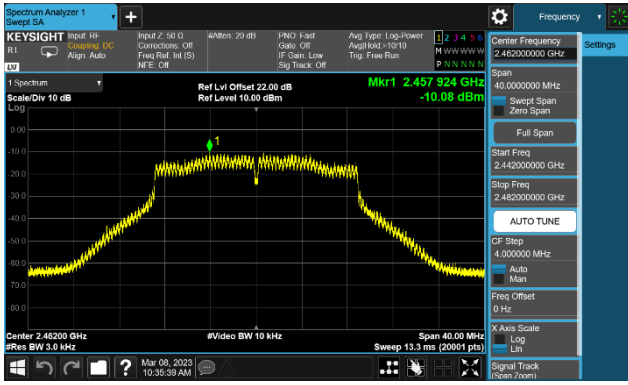 Spectrum Analyzer 1
Swept SA
Frequency
KEYSIGHT
RL
LXI
Input: RF
Coupling: DC
Align: Auto
Input Z: 50 Ω
Corrections: Off
Freq Ref: Int (S)
NFE: Off
#Atten: 20 dB
PNO: Fast
Gate: Off
IF Gain: Low
Sig Track: Off
Avg Type: Log-Power
Avg|Hold:>10/10
Trig: Free Run
1 2 3 4 5 6
M W W W W W
P N N N N N
1 Spectrum
Scale/Div 10 dB
Ref Lvl Offset 22.00 dB
Ref Level 10.00 dBm
Mkr1 2.457 924 GHz
-10.08 dBm
Log
0.00
-10.0
-20.0
-30.0
-40.0
-50.0
-60.0
-70.0
-80.0
1
Center 2.46200 GHz
#Res BW 3.0 kHz
#Video BW 10 kHz
Span 40.00 MHz
Sweep 13.3 ms (20001 pts)
Mar 08, 2023
10:35:39 AM
?
Center Frequency
2.462000000 GHz
Settings
Span
40.0000000 MHz
Swept Span
Zero Span
Full Span
Start Freq
2.442000000 GHz
Stop Freq
2.482000000 GHz
AUTO TUNE
CF Step
4.000000 MHz
Auto
Man
Freq Offset
0 Hz
X Axis Scale
Log
Lin
Signal Track
(Span Zoom)